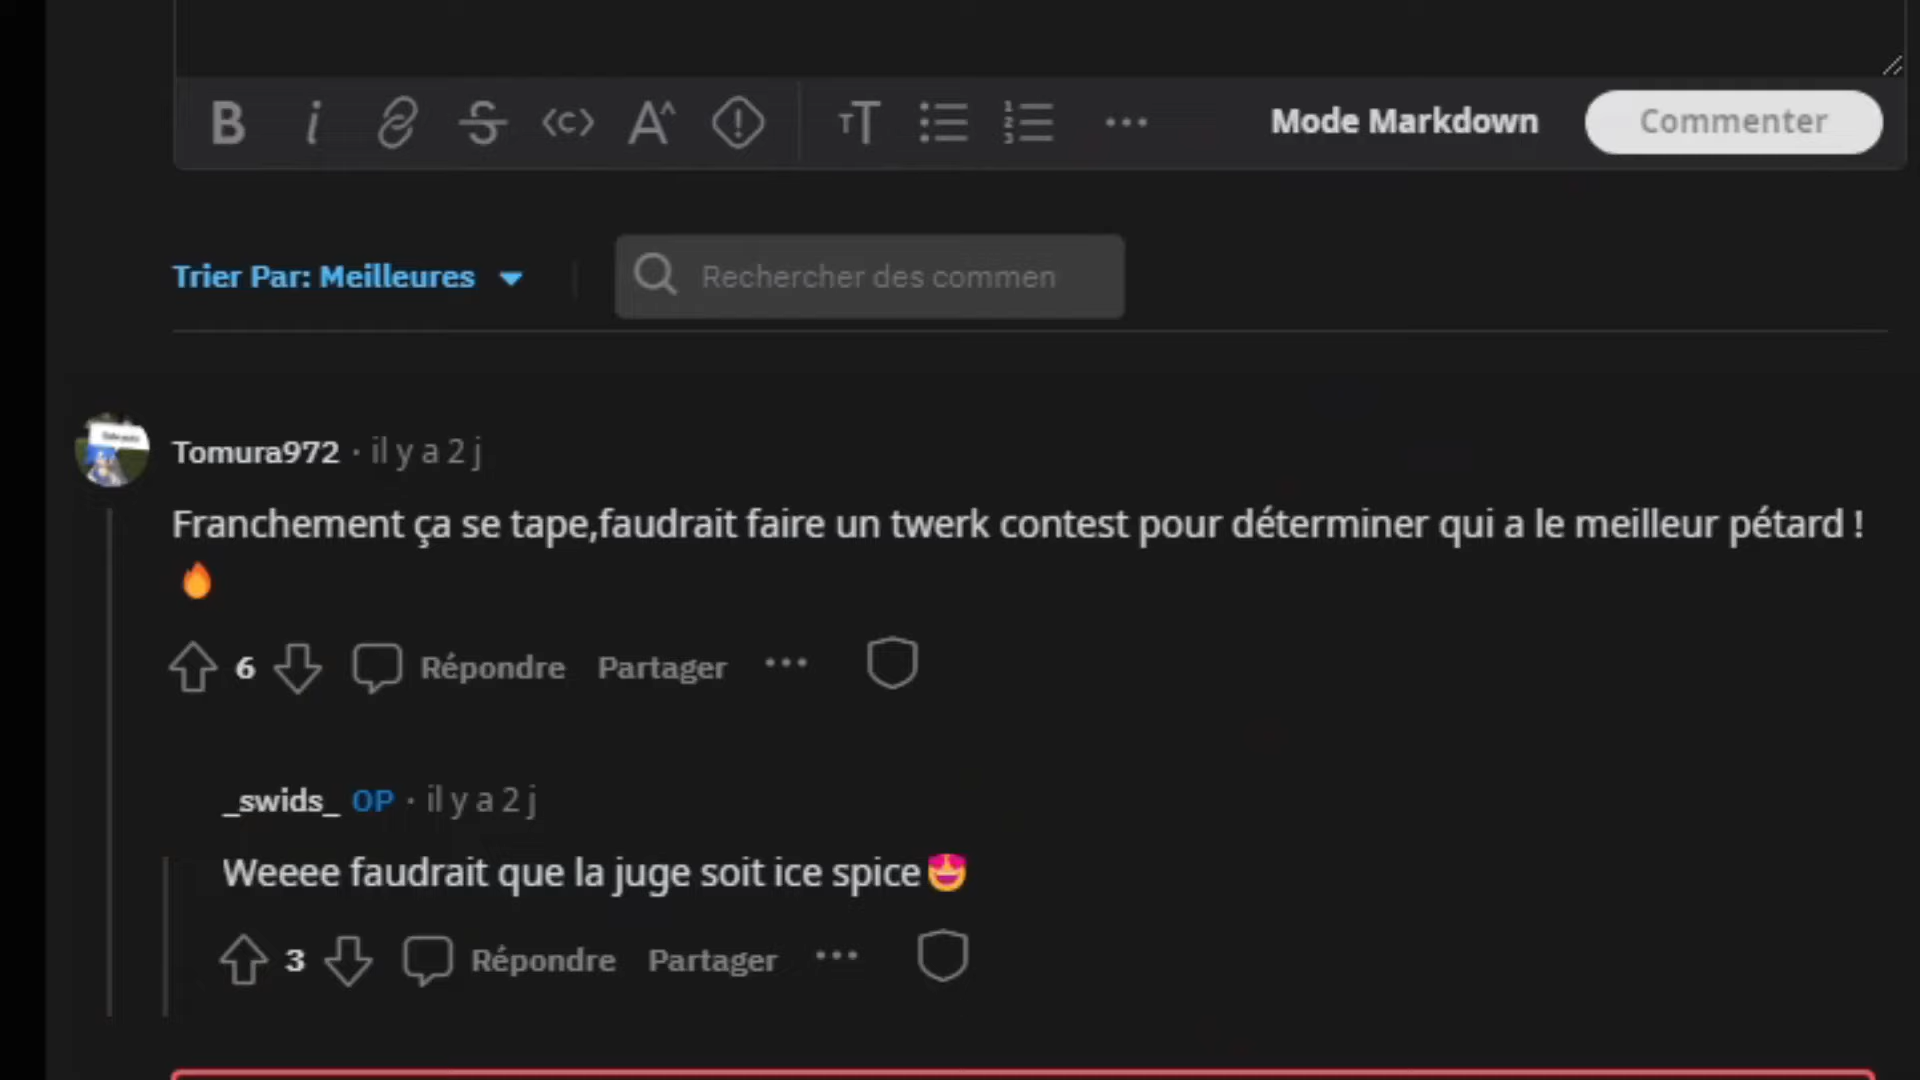 Mode Markdown
Commenter
Trier Par: Meilleures
Rechercher des commen
Tomura972 · il y a 2 j
Franchement ça se tape,faudrait faire un twerk contest pour déterminer qui a le meilleur pétard !
🔥
6
Répondre
Partager
_swids_ OP · il y a 2 j
Weeee faudrait que la juge soit ice spice😍
3
Répondre
Partager